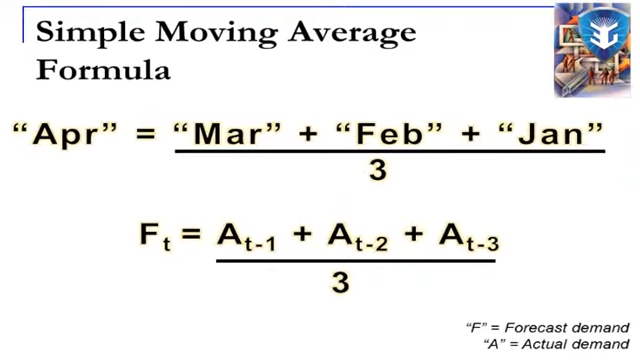 Simple Moving Average
Formula
“Apr” = “Mar” + “Feb” + “Jan”
3
Ft = At-1 + At-2 + At-3
3
“F” = Forecast demand
“A” = Actual demand